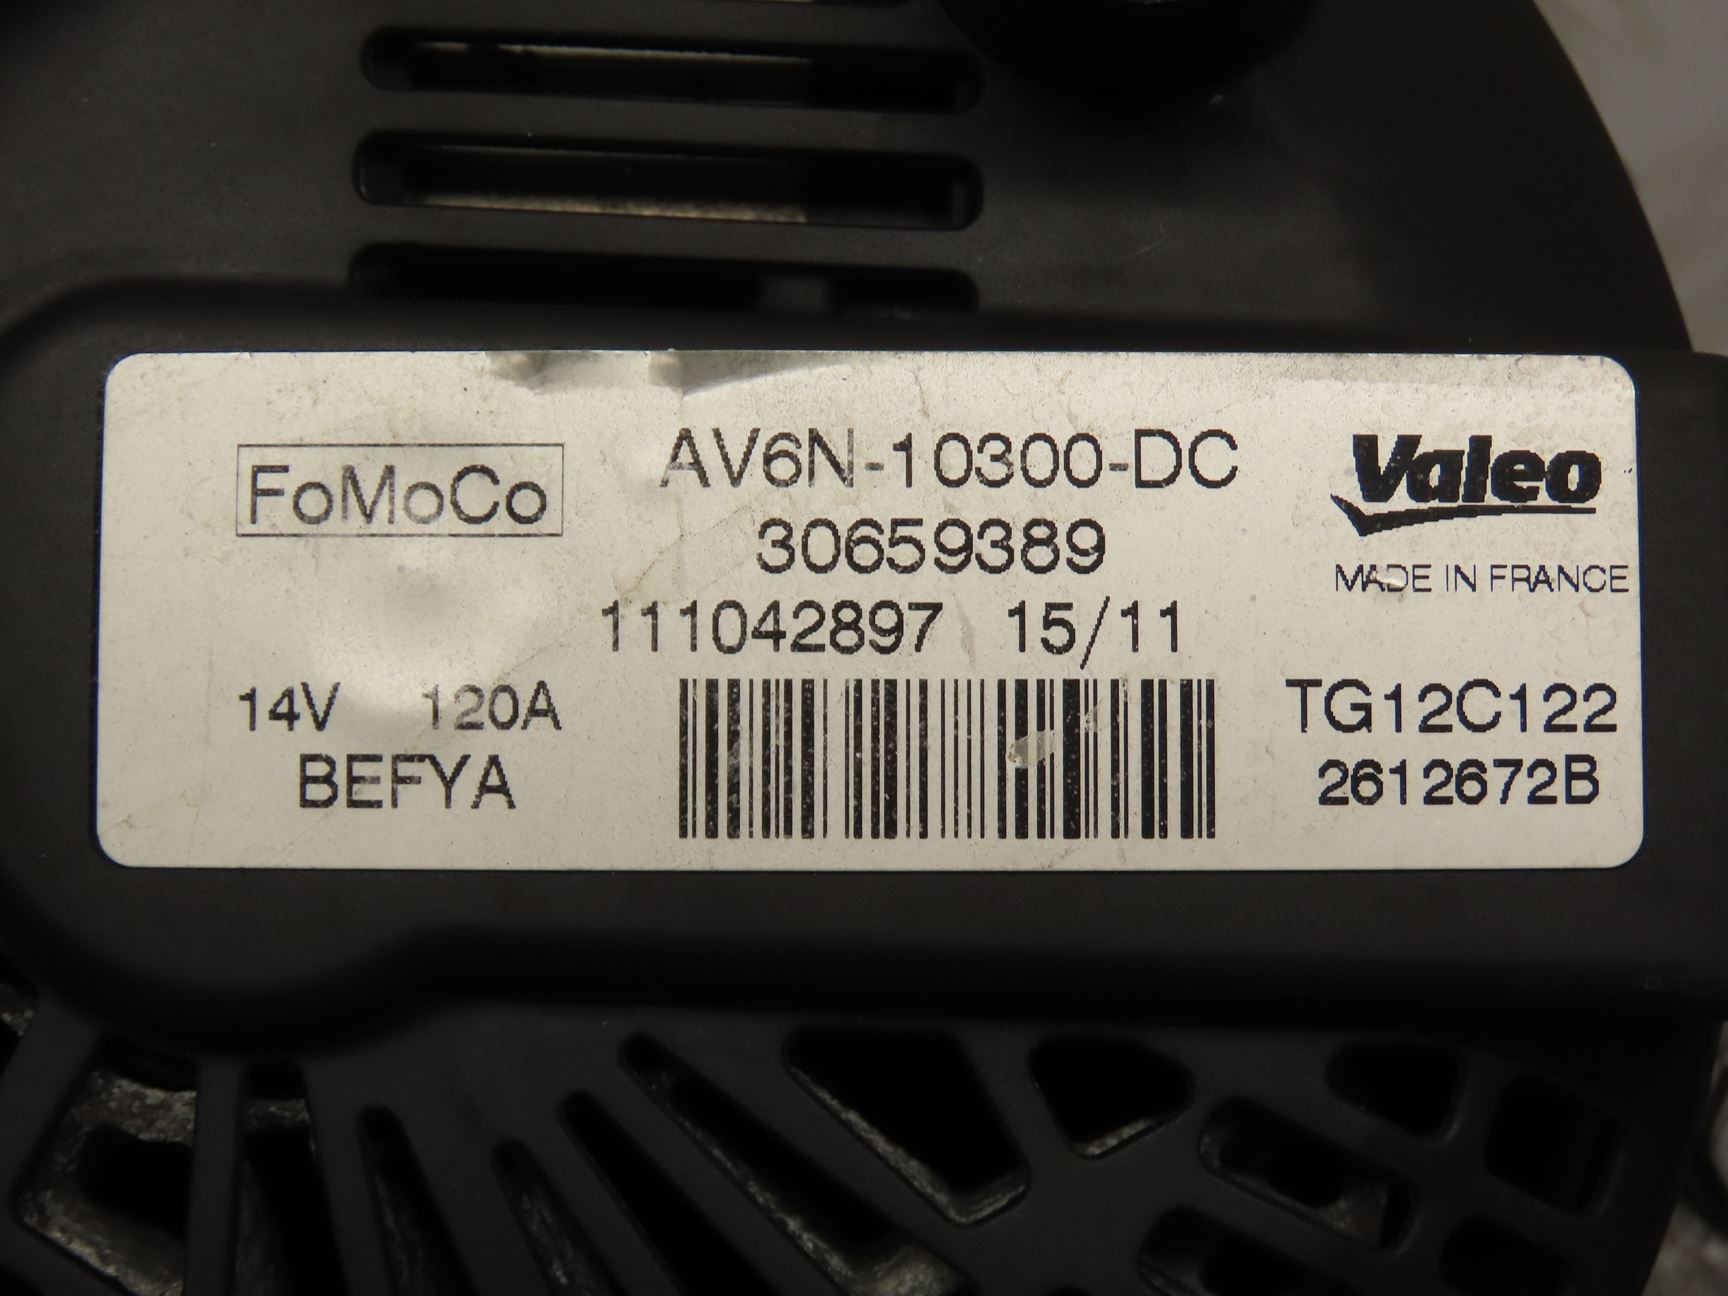 FoMoCo
AV6N-10300-DC
30659389
111042897 15/11
14V 120A
BEFYA
Valeo
MADE IN FRANCE
TG12C122
2612672B